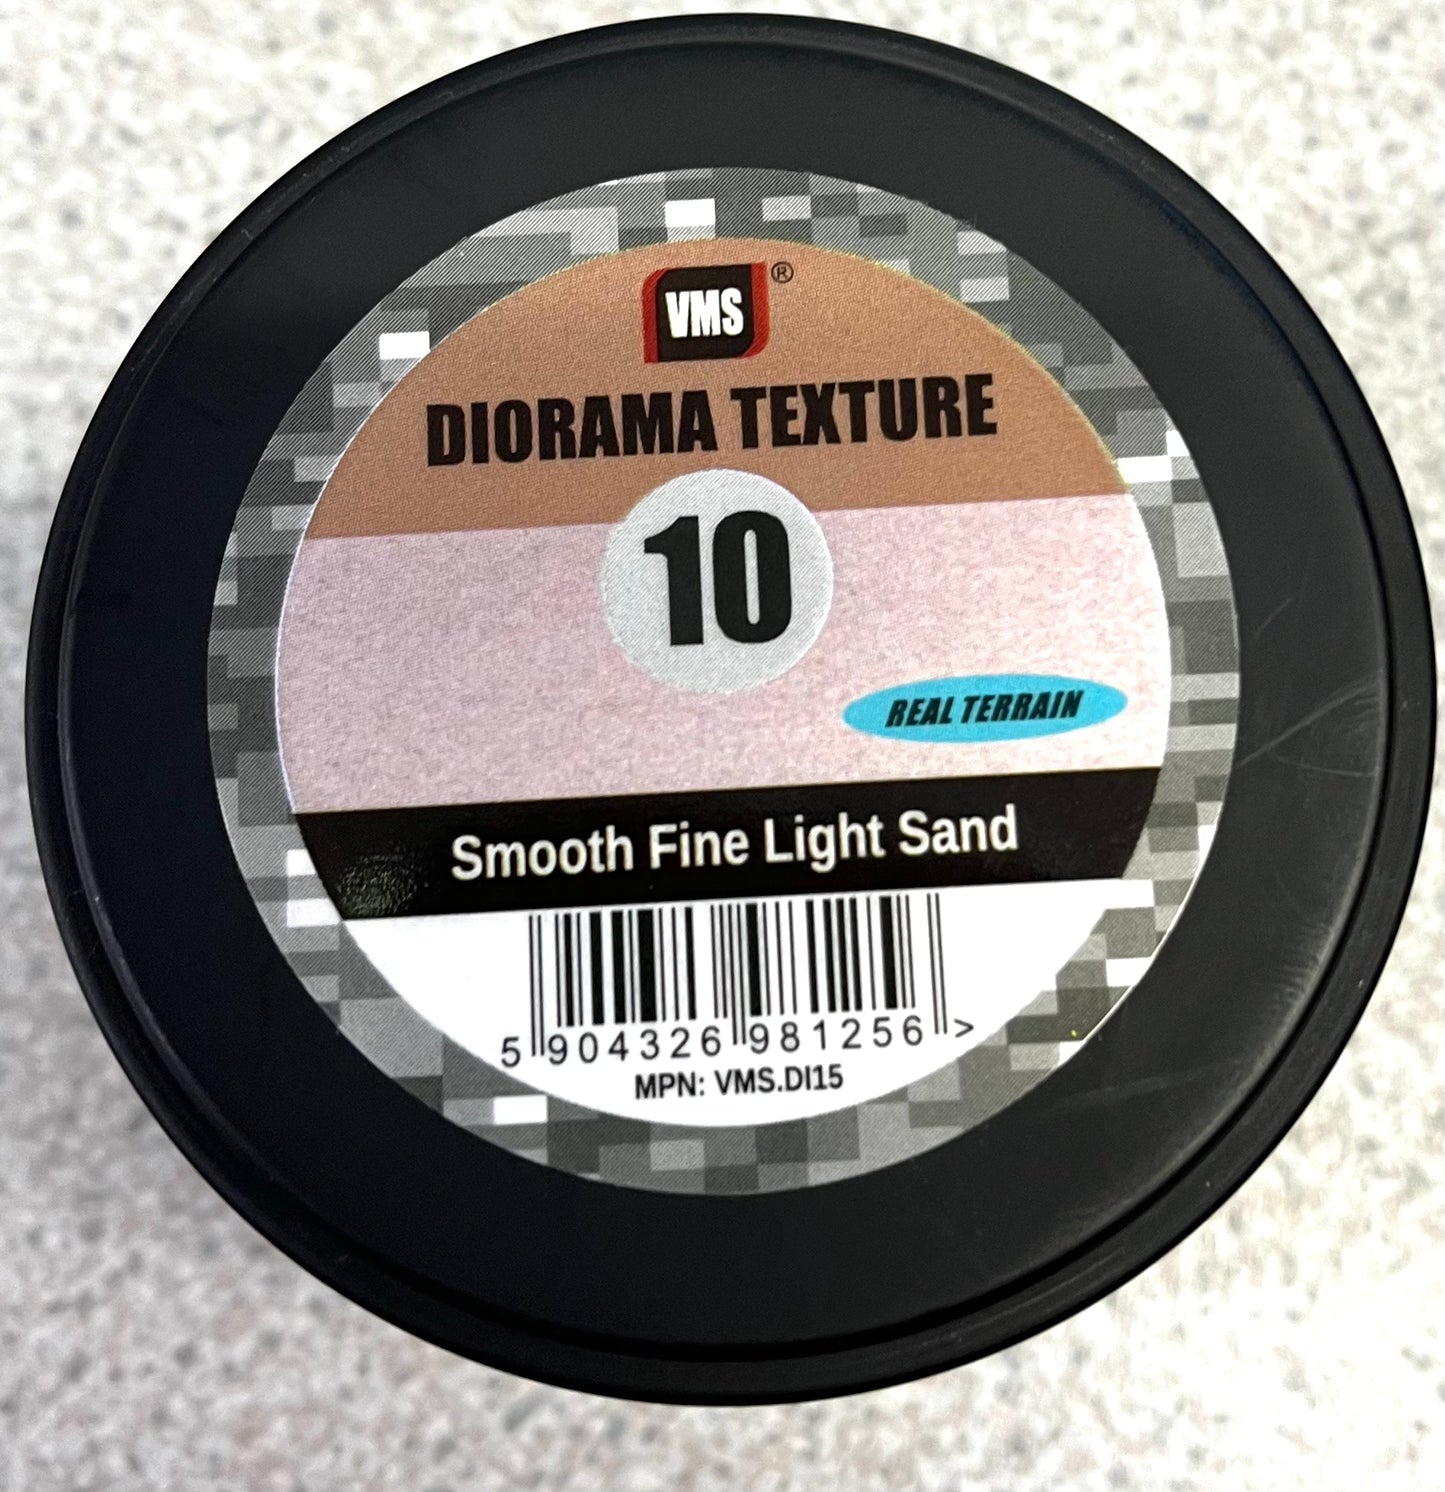 VMS ®
DIORAMA TEXTURE
10
REAL TERRAIN
Smooth Fine Light Sand
5 904326 981256 >
MPN: VMS.DI15